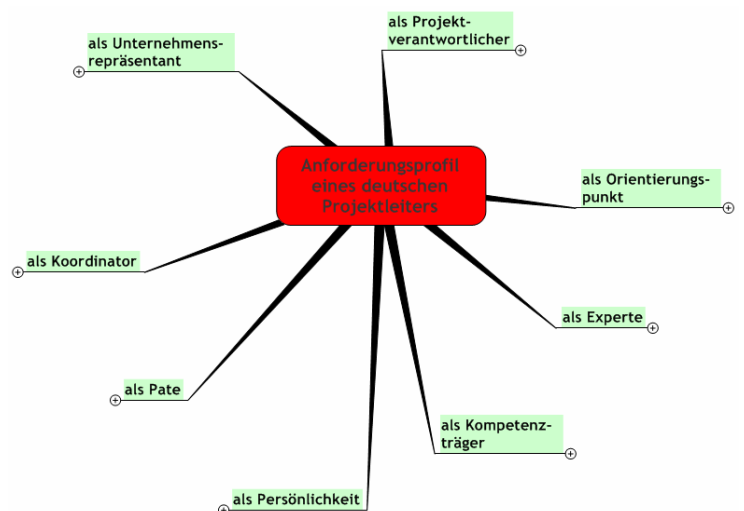 als Projekt-
verantwortlicher
als Unternehmens-
repräsentant
Anforderungsprofil
eines deutschen
Projektleiters
als Orientierungs-
punkt
als Koordinator
als Experte
als Pate
als Kompetenz-
träger
als Persönlichkeit